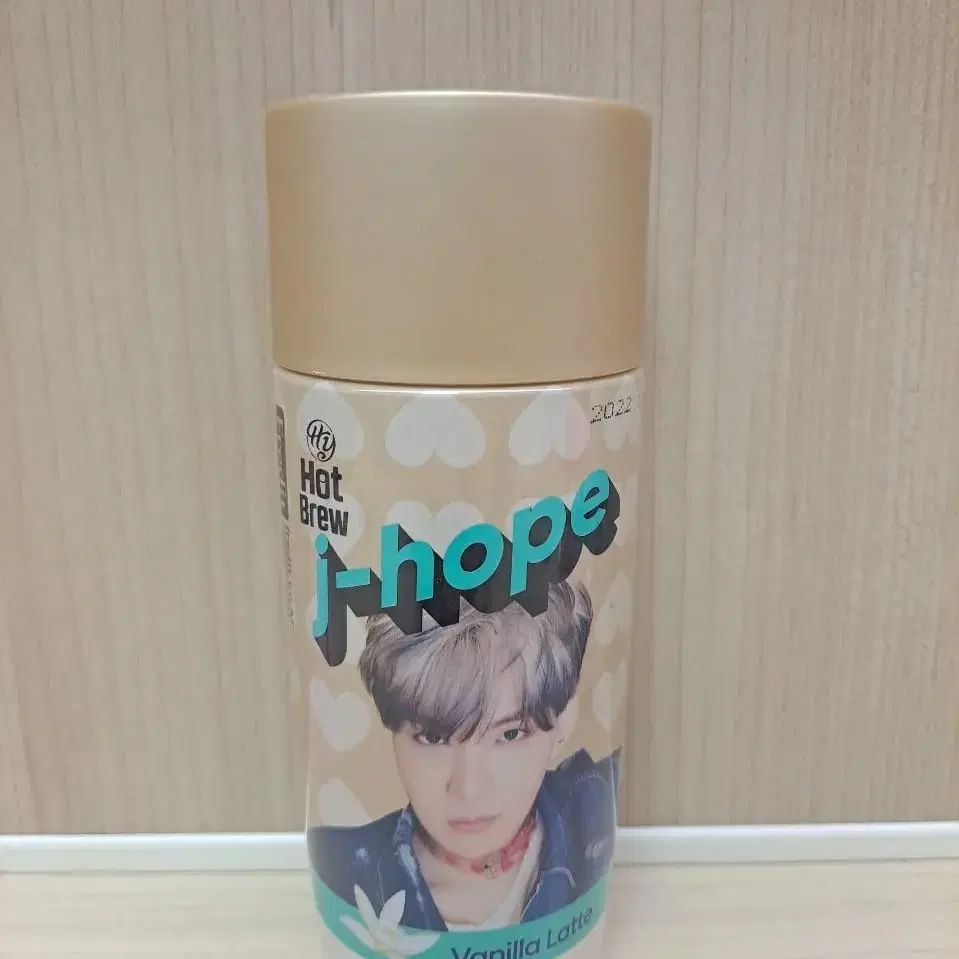 2022
Hy
Hot
Brew
j-hope
Vanilla Latte